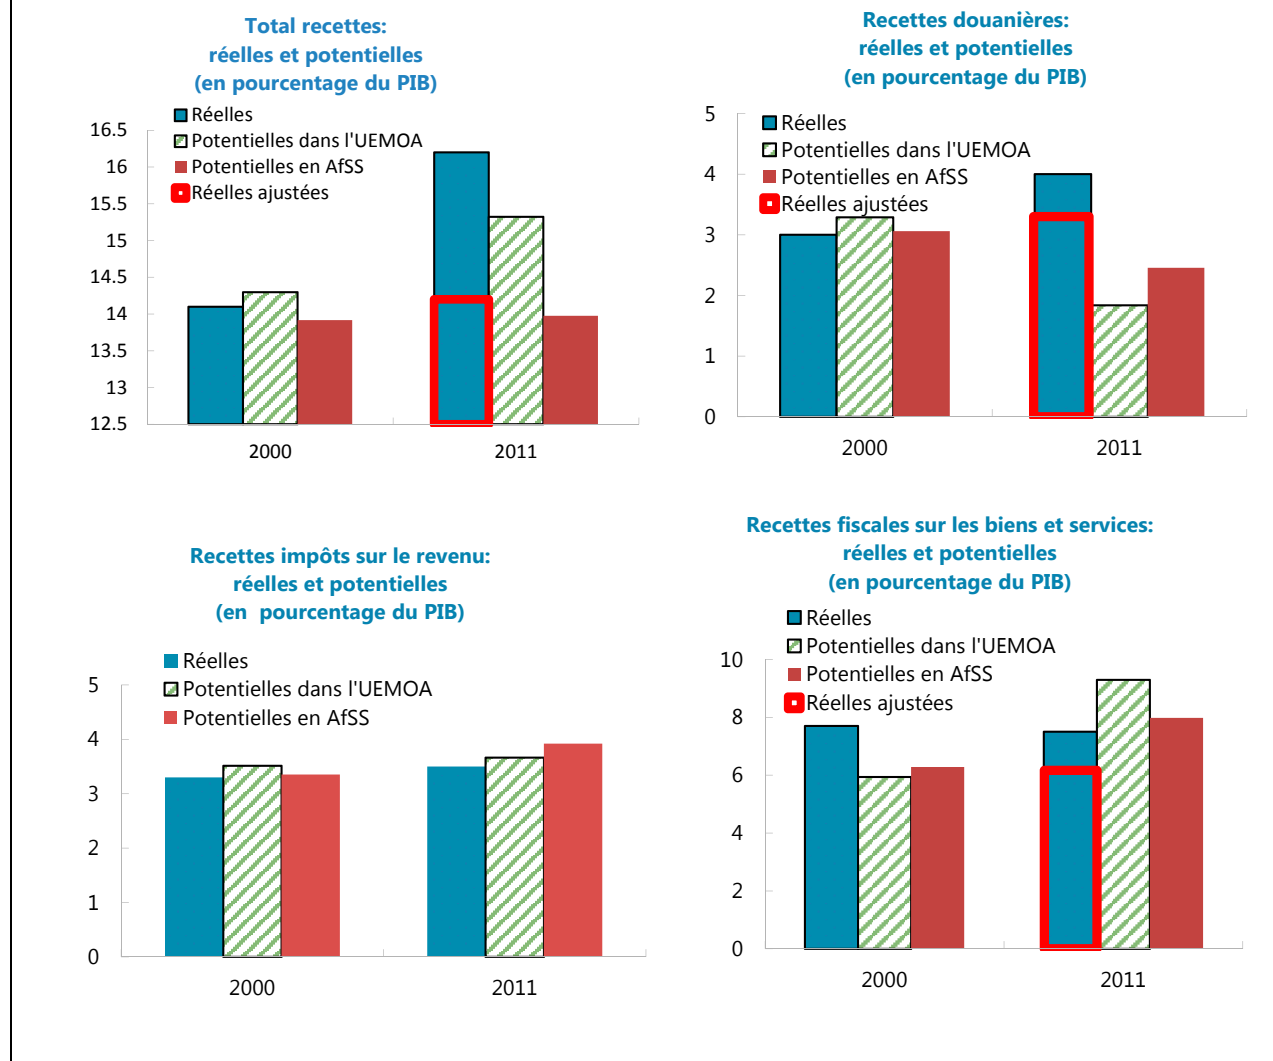 Total recettes:
réelles et potentielles
(en pourcentage du PIB)
Réelles
Potentielles dans l'UEMOA
Potentielles en AfSS
Réelles ajustées
16.5
16
15.5
15
14.5
14
13.5
13
12.5
2000
2011
Recettes douanières:
réelles et potentielles
(en pourcentage du PIB)
Réelles
Potentielles dans l'UEMOA
Potentielles en AfSS
Réelles ajustées
5
4
3
2
1
0
2000
2011
Recettes impôts sur le revenu:
réelles et potentielles
(en pourcentage du PIB)
Réelles
Potentielles dans l'UEMOA
Potentielles en AfSS
5
4
3
2
1
0
2000
2011
Recettes fiscales sur les biens et services:
réelles et potentielles
(en pourcentage du PIB)
Réelles
Potentielles dans l'UEMOA
Potentielles en AfSS
Réelles ajustées
10
8
6
4
2
0
2000
2011